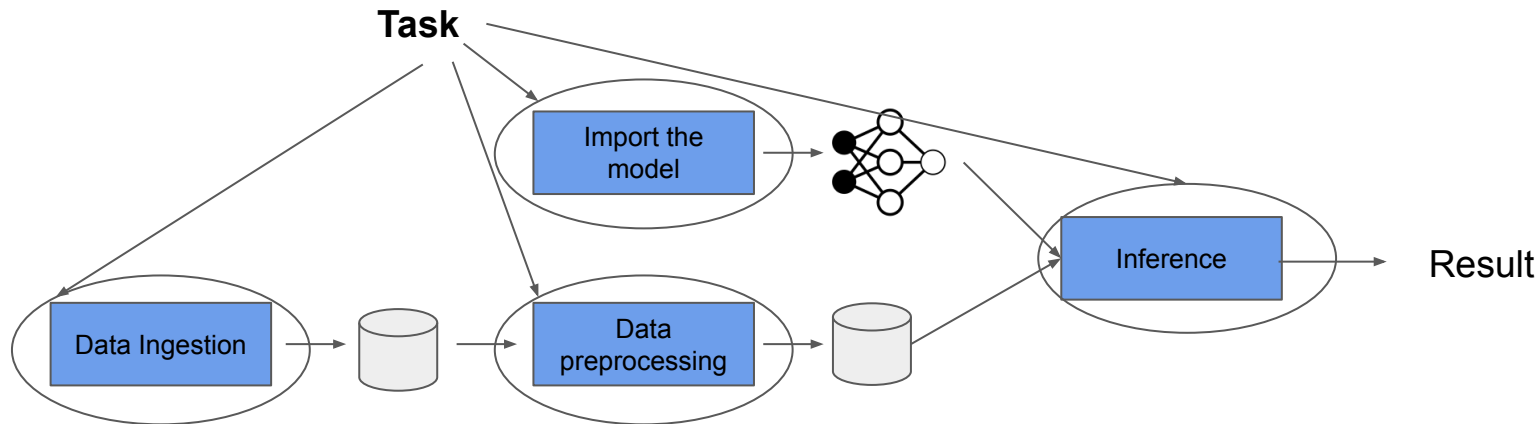 Task
Import the
model
Inference
Result
Data Ingestion
Data
preprocessing